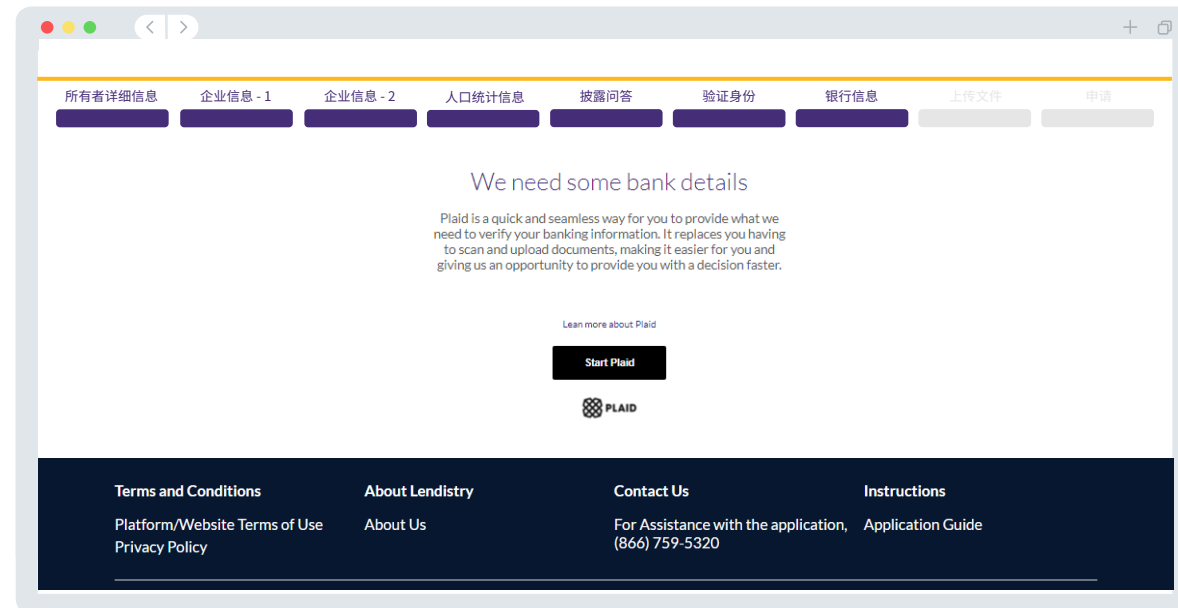 所有者详细信息 企业信息 - 1 企业信息 - 2 人口统计信息 披露问答 验证身份 银行信息 上传文件 申请
We need some bank details
Plaid is a quick and seamless way for you to provide what we
need to verify your banking information. It replaces you having
to scan and upload documents, making it easier for you and
giving us an opportunity to provide you with a decision faster.
Lean more about Plaid
Start Plaid
PLAID
Terms and Conditions
Platform/Website Terms of Use
Privacy Policy
About Lendistry
About Us
Contact Us
For Assistance with the application,
(866) 759-5320
Instructions
Application Guide